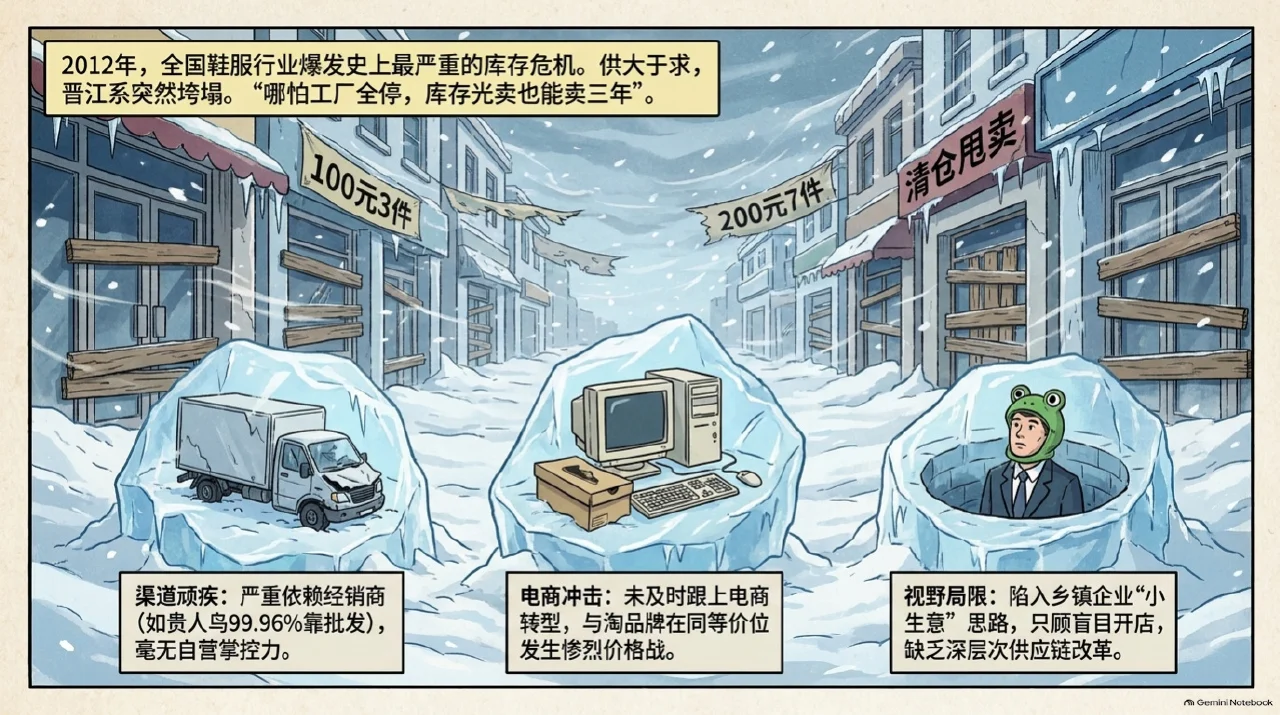 2012年，全国鞋服行业爆发史上最严重的库存危机。供大于求，
晋江系突然垮塌。“哪怕工厂全停，库存光卖也能卖三年”。
100元3件
200元7件
清仓甩卖
渠道顽疾：严重依赖经销商
（如贵人鸟99.96%靠批发），
毫无自营掌控力。
电商冲击：未及时跟上电商
转型，与淘品牌在同等价位
发生惨烈价格战。
视野局限：陷入乡镇企业“小
生意” 思路，只顾盲目开店，
缺乏深层次供应链改革。
Gemini Notebook